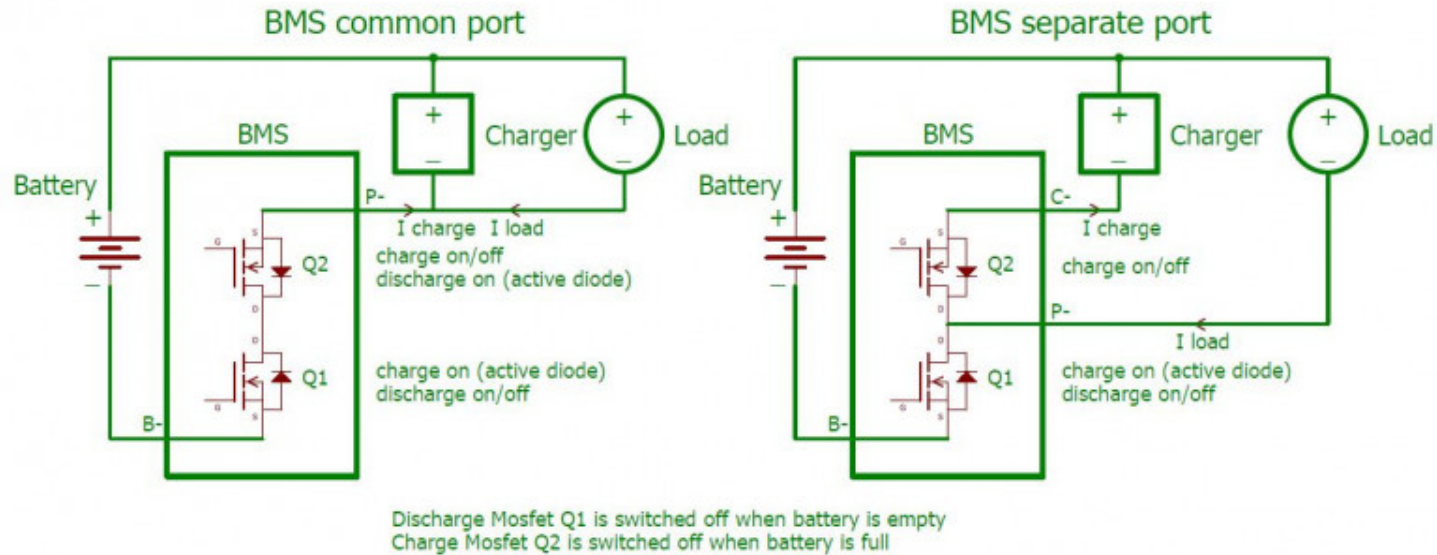 BMS common port
BMS
Battery
+
−
+
−
Charger
+
−
Load
P-
I charge I load
charge on/off
discharge on (active diode)
G
S
Q2
D
D
Q1
G
S
charge on (active diode)
discharge on/off
B-
BMS separate port
BMS
Battery
+
−
+
−
Charger
+
−
Load
C-
I charge
charge on/off
G
S
Q2
D
P-
I load
D
Q1
G
S
charge on (active diode)
discharge on/off
B-
Discharge Mosfet Q1 is switched off when battery is empty
Charge Mosfet Q2 is switched off when battery is full